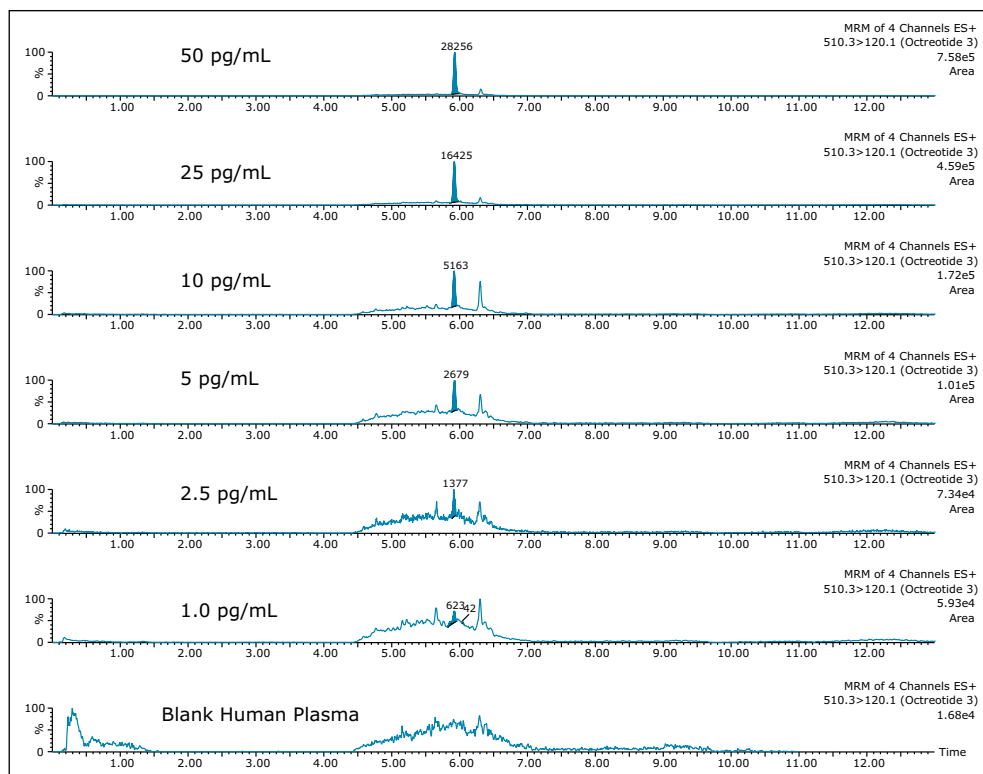 50 pg/mL
MRM of 4 Channels ES+
510.3>120.1 (Octreotide 3)
7.58e5
Area
28256
100
%
0
1.00 2.00 3.00 4.00 5.00 6.00 7.00 8.00 9.00 10.00 11.00 12.00
25 pg/mL
MRM of 4 Channels ES+
510.3>120.1 (Octreotide 3)
4.59e5
Area
16425
100
%
0
1.00 2.00 3.00 4.00 5.00 6.00 7.00 8.00 9.00 10.00 11.00 12.00
10 pg/mL
MRM of 4 Channels ES+
510.3>120.1 (Octreotide 3)
1.72e5
Area
5163
100
%
0
1.00 2.00 3.00 4.00 5.00 6.00 7.00 8.00 9.00 10.00 11.00 12.00
5 pg/mL
MRM of 4 Channels ES+
510.3>120.1 (Octreotide 3)
1.01e5
Area
2679
100
%
0
1.00 2.00 3.00 4.00 5.00 6.00 7.00 8.00 9.00 10.00 11.00 12.00
2.5 pg/mL
MRM of 4 Channels ES+
510.3>120.1 (Octreotide 3)
7.34e4
Area
1377
100
%
0
1.00 2.00 3.00 4.00 5.00 6.00 7.00 8.00 9.00 10.00 11.00 12.00
1.0 pg/mL
MRM of 4 Channels ES+
510.3>120.1 (Octreotide 3)
5.93e4
Area
623 42
100
%
0
1.00 2.00 3.00 4.00 5.00 6.00 7.00 8.00 9.00 10.00 11.00 12.00
Blank Human Plasma
MRM of 4 Channels ES+
510.3>120.1 (Octreotide 3)
1.68e4
100
%
0
Time
1.00 2.00 3.00 4.00 5.00 6.00 7.00 8.00 9.00 10.00 11.00 12.00